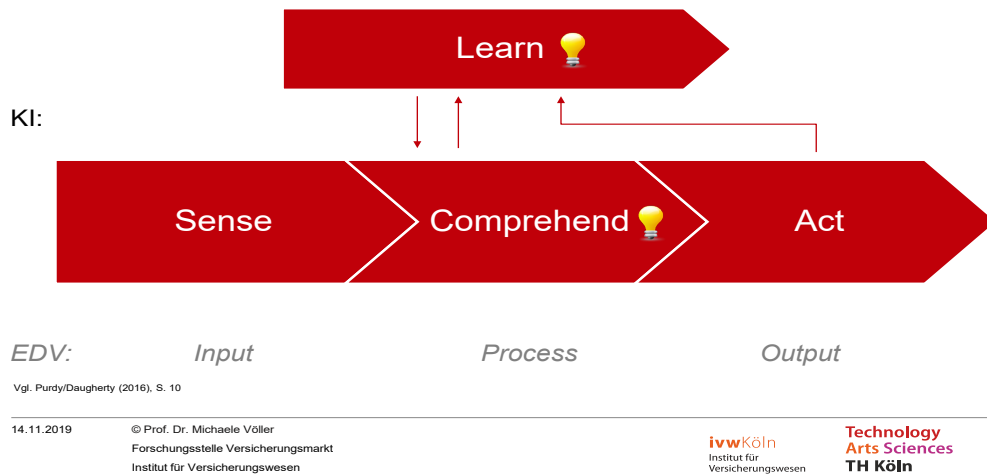 Learn
KI:
Sense
Comprehend
Act
EDV:
Input
Process
Output
Vgl. Purdy/Daugherty (2016), S. 10
14.11.2019
© Prof. Dr. Michaele Völler
Forschungsstelle Versicherungsmarkt
Institut für Versicherungswesen
ivwKöln
Institut für
Versicherungswesen
Technology
Arts Sciences
TH Köln